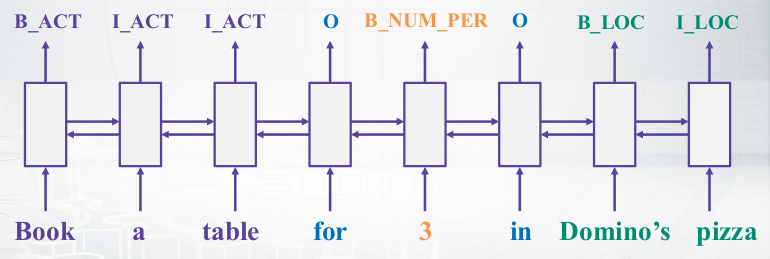 B_ACT I_ACT I_ACT O B_NUM_PER O B_LOC I_LOC
Book a table for 3 in Domino's pizza